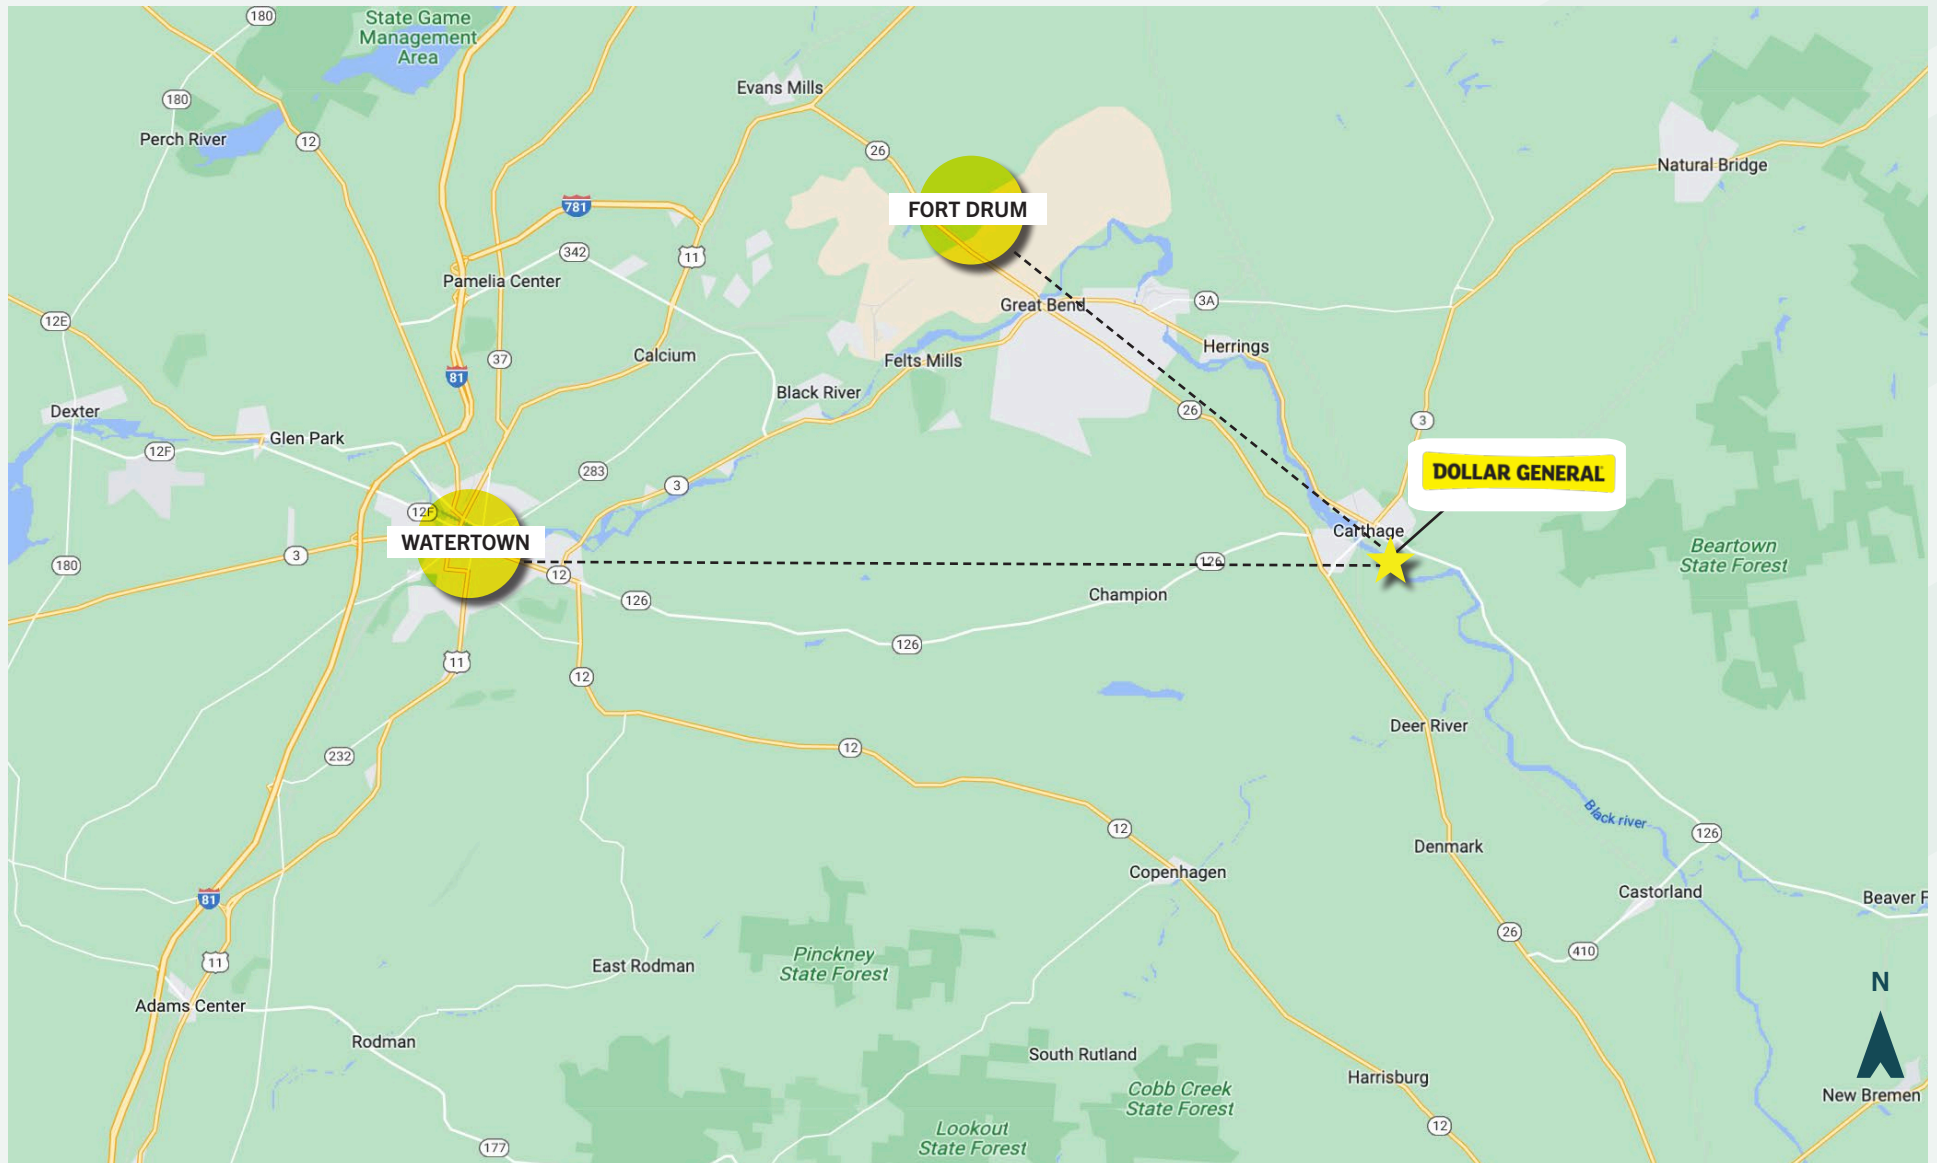 180
State Game
Management
Area
Evans Mills
180
Perch River
12
26
Natural Bridge
781
FORT DRUM
342
11
Pamelia Center
12E
Great Bend
3A
37
Calcium
Felts Mills
Herrings
81
Black River
Dexter
26
3
Glen Park
12F
283
DOLLAR GENERAL
3
12F
Carthage
WATERTOWN
3
180
12
126
Beartown
State Forest
126
Champion
126
11
12
Deer River
232
12
Black river
12
126
Denmark
Copenhagen
81
Castorland
Beaver F
26
410
11
Pinckney
State Forest
East Rodman
N
Adams Center
Rodman
South Rutland
Harrisburg
Cobb Creek
State Forest
New Bremen
Lookout
State Forest
12
177